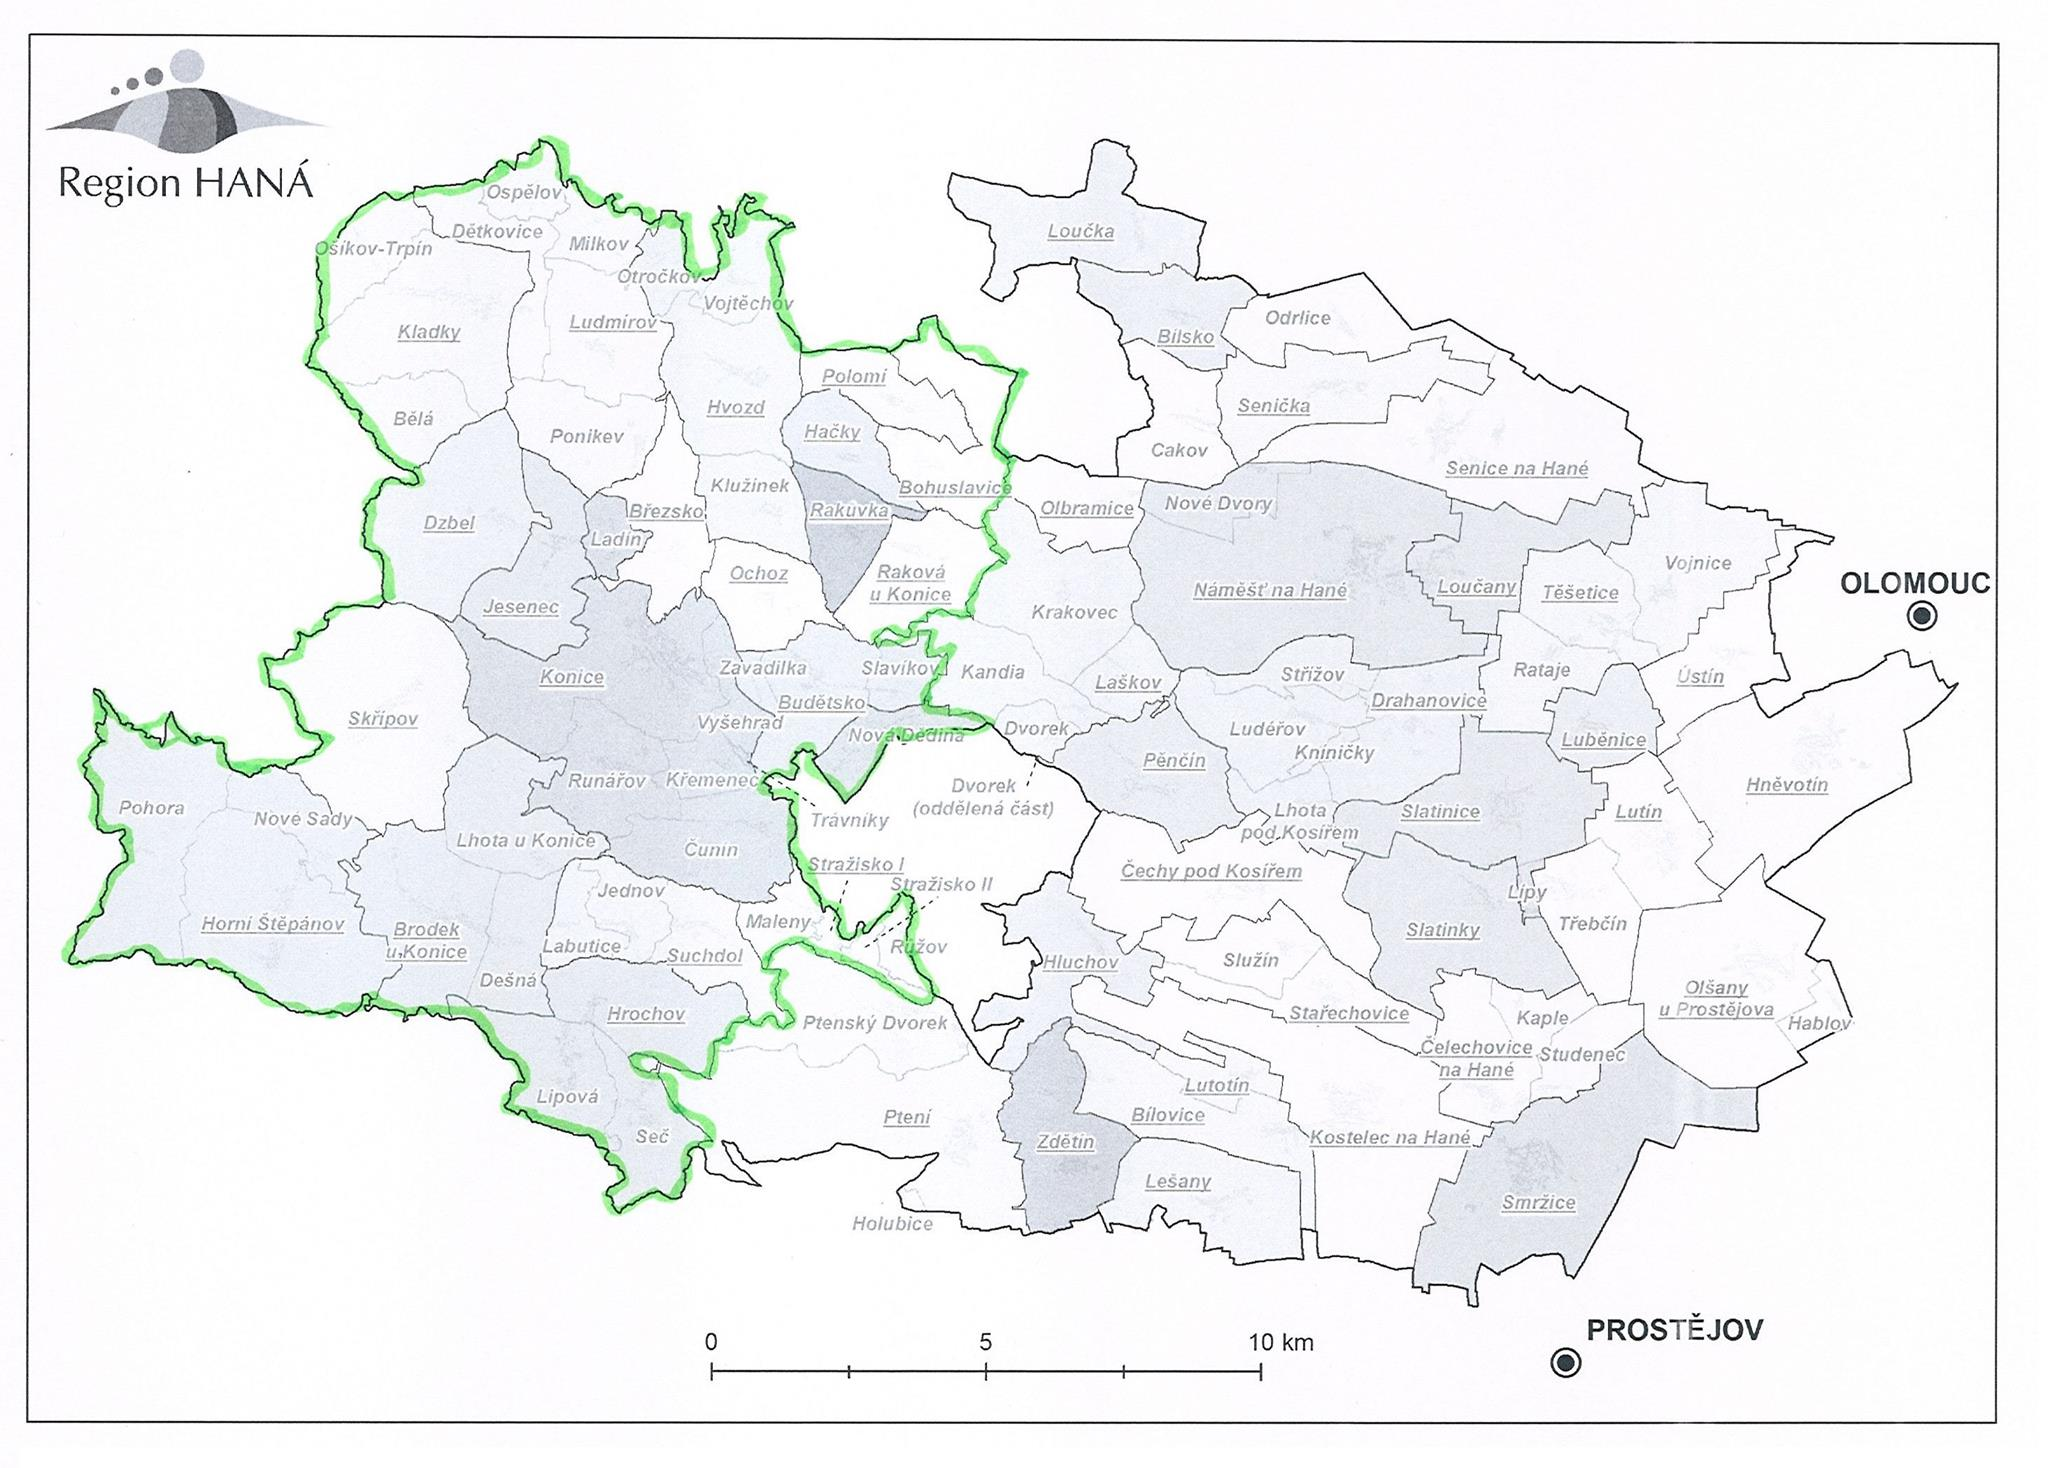 Region HANÁ
Ospělov
Dětkovice
Ošíkov-Trpín
Milkov
Otročkov
Vojtěchov
Kladky
Ludmírov
Loučka
Bílsko
Odrlice
Polomí
Senička
Bělá
Hvozd
Ponikev
Hačky
Cakov
Senice na Hané
Klužínek
Bohuslavice
Nové Dvory
Olbramice
Dzbel
Březsko
Rakůvka
Ladín
Vojnice
Ochoz
Raková
u Konice
OLOMOUC
Jesenec
Náměšť na Hané
Loučany
Těšetice
Krakovec
Konice
Zavadilka
Slavíkov
Kandia
Laškov
Střížov
Rataje
Ústín
Skřípov
Budětsko
Drahanovice
Vyšehrad
Nová Dědina
Dvorek
Luděřov
Kníničky
Luběnice
Pěnčín
Runářov
Křemenec
Dvorek
(oddělená část)
Hněvotín
Pohora
Nové Sady
Trávníky
Lhota
pod Kosířem
Slatinice
Lutín
Lhota u Konice
Čunín
Stražisko I
Čechy pod Kosířem
Stražisko II
Jednov
Lípy
Horní Štěpánov
Brodek
u Konice
Maleny
Růžov
Labutice
Suchdol
Slatinky
Třebčín
Hluchov
Služín
Dešná
Olšany
u Prostějova
Hrochov
Ptenský Dvorek
Stařechovice
Kaple
Hablov
Čelechovice
na Hané
Studenec
Lipová
Lutotín
Ptení
Bílovice
Seč
Zdětín
Kostelec na Hané
Lešany
Smržice
Holubice
0
5
10 km
PROSTĚJOV